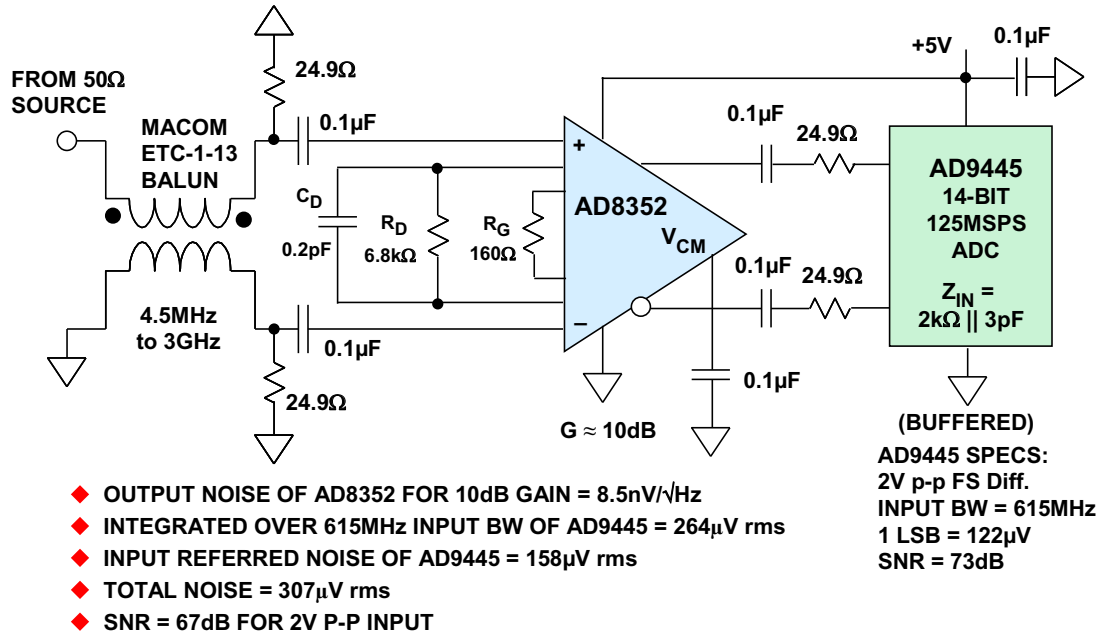 FROM 50Ω
SOURCE
MACOM
ETC-1-13
BALUN
4.5MHz
to 3GHz
24.9Ω
0.1µF
C_D
0.2pF
R_D
6.8kΩ
R_G
160Ω
0.1µF
24.9Ω
+
AD8352
V_CM
−
G ≈ 10dB
0.1µF
24.9Ω
0.1µF
24.9Ω
0.1µF
+5V
0.1µF
AD9445
14-BIT
125MSPS
ADC
Z_IN =
2kΩ || 3pF
(BUFFERED)
AD9445 SPECS:
2V p-p FS Diff.
INPUT BW = 615MHz
1 LSB = 122µV
SNR = 73dB
OUTPUT NOISE OF AD8352 FOR 10dB GAIN = 8.5nV/√Hz
INTEGRATED OVER 615MHz INPUT BW OF AD9445 = 264µV rms
INPUT REFERRED NOISE OF AD9445 = 158µV rms
TOTAL NOISE = 307µV rms
SNR = 67dB FOR 2V P-P INPUT